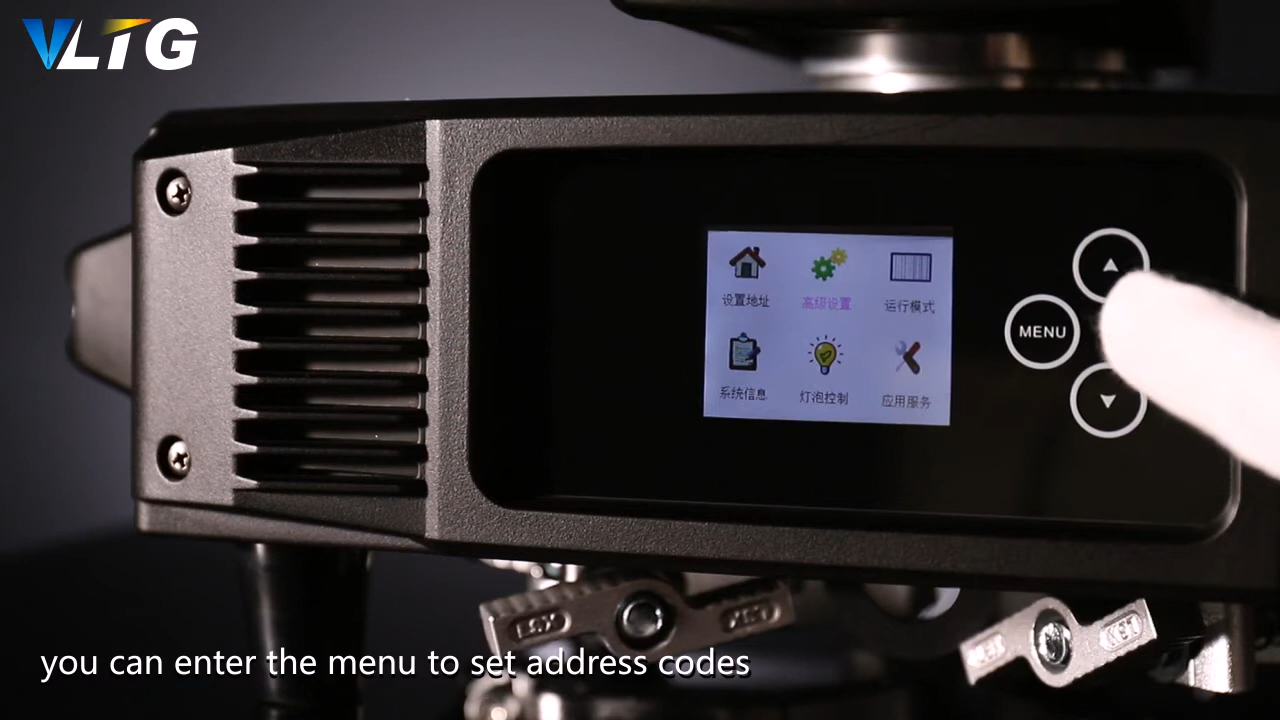 VLTG
设置地址 高级设置 运行模式
系统信息 灯泡控制 应用服务
MENU
you can enter the menu to set address codes